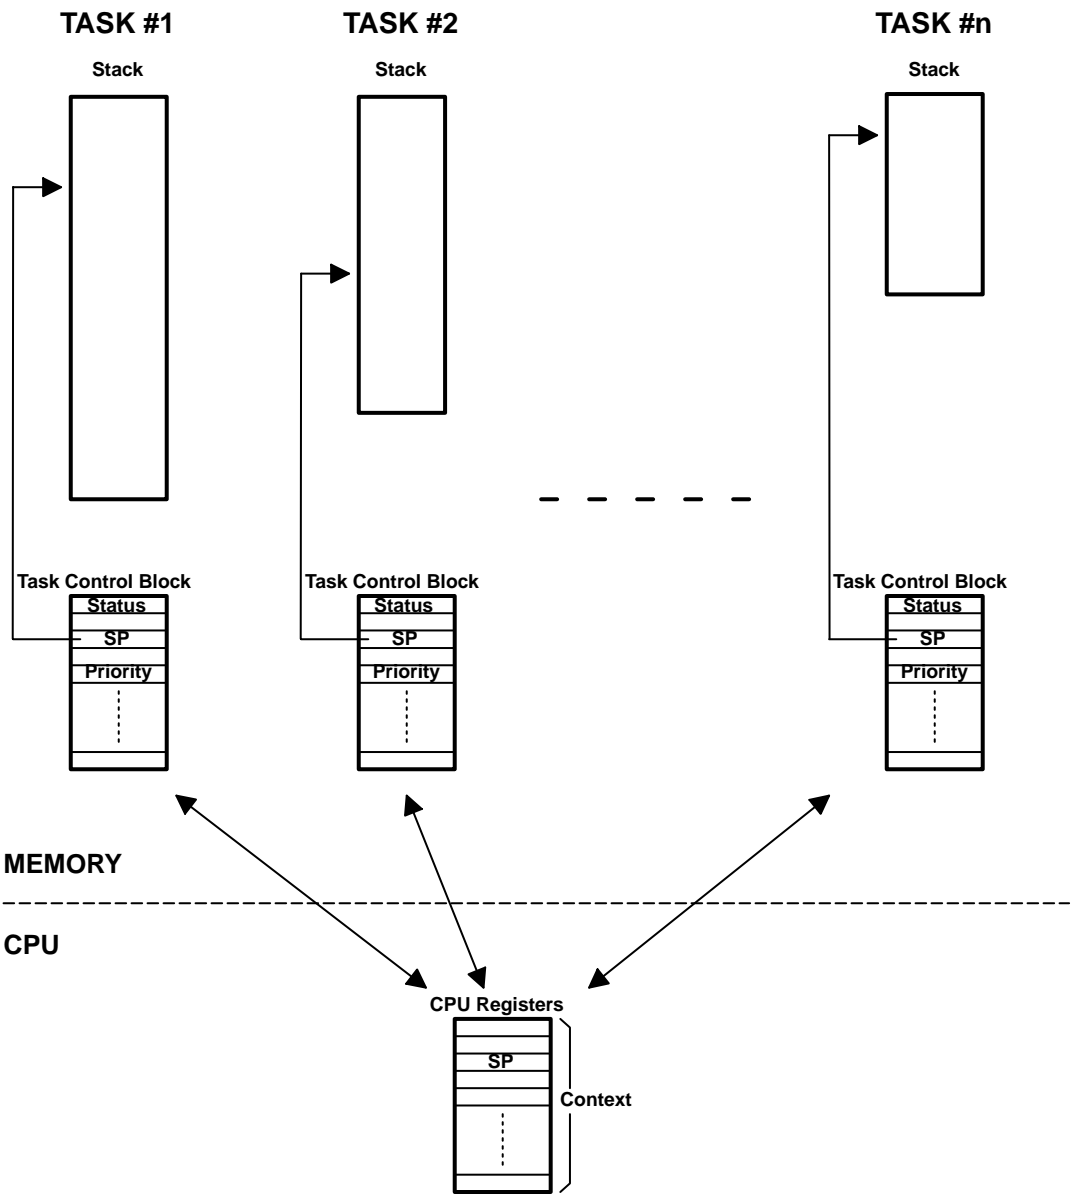 TASK #1
TASK #2
TASK #n
Stack
Stack
Stack
Task Control Block
Task Control Block
Task Control Block
Status
Status
Status
SP
SP
SP
Priority
Priority
Priority
MEMORY
CPU
CPU Registers
SP
Context